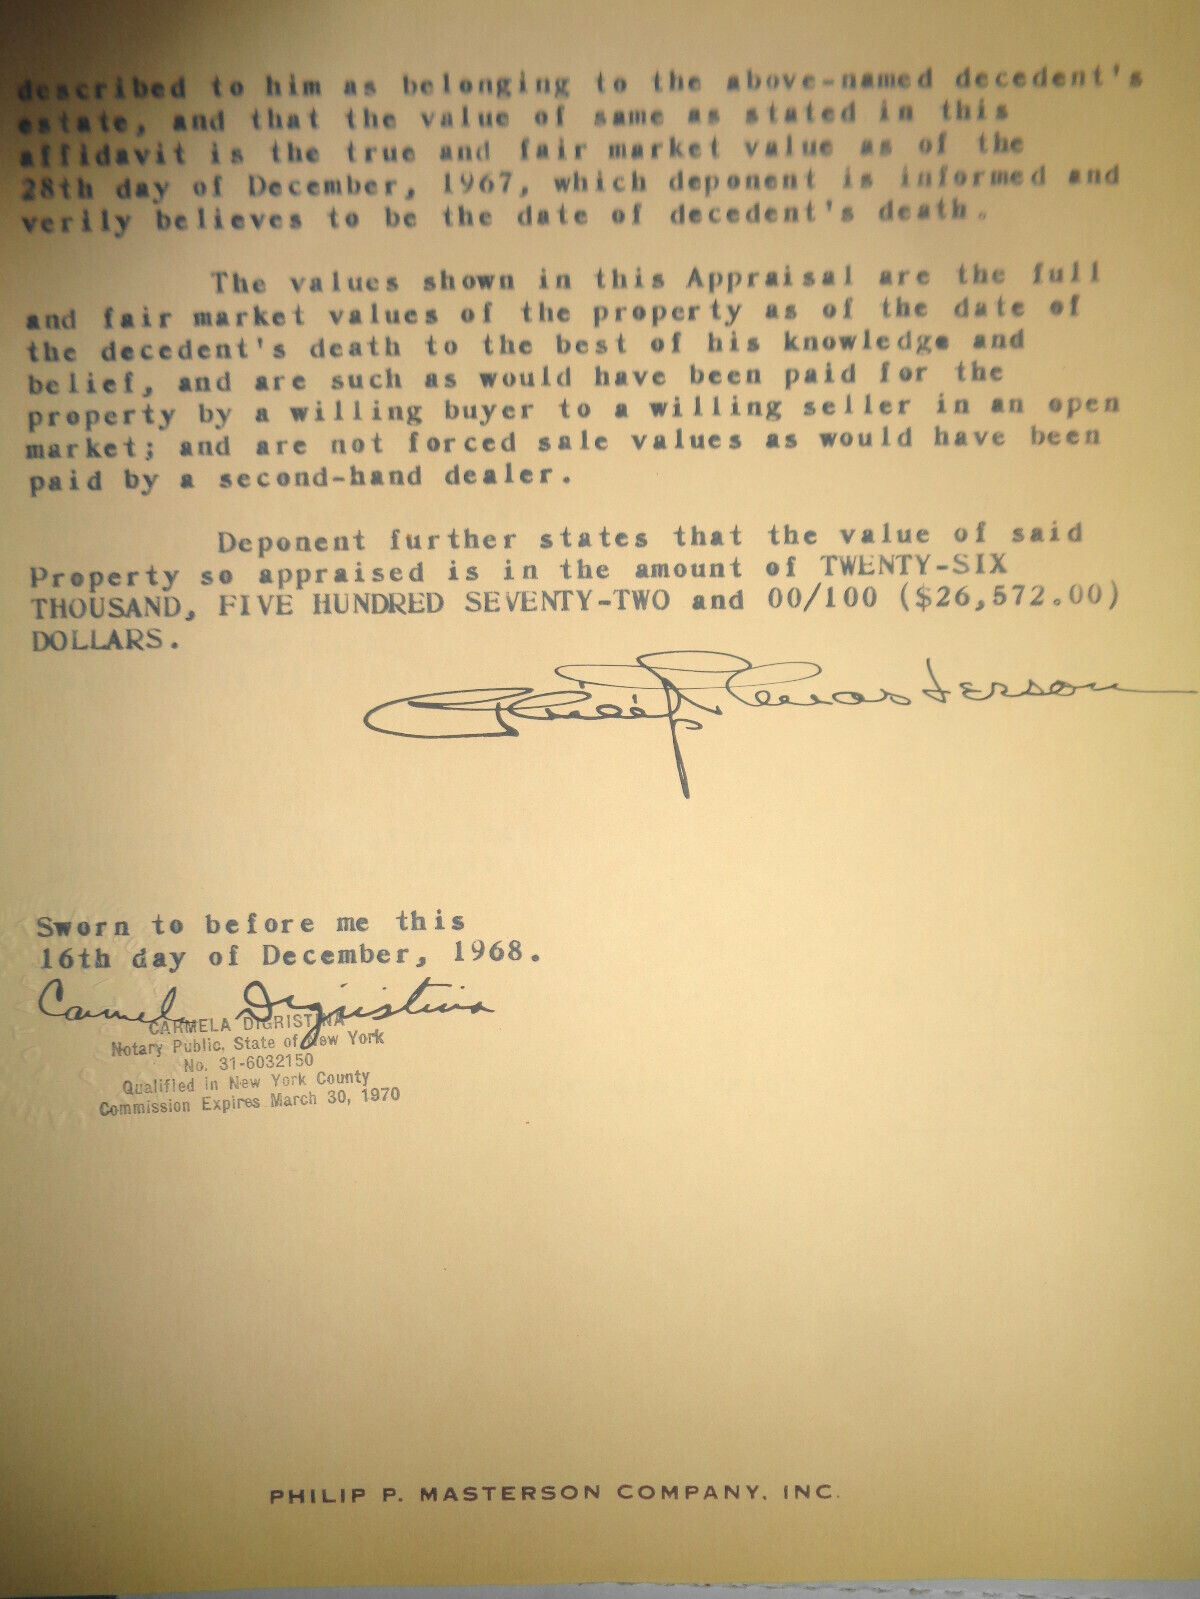 described to him as belonging to the above-named decedent's
estate, and that the value of same as stated in this
affidavit is the true and fair market value as of the
28th day of December, 1967, which deponent is informed and
verily believes to be the date of decedent's death.
The values shown in this Appraisal are the full
and fair market values of the property as of the date of
the decedent's death to the best of his knowledge and
belief, and are such as would have been paid for the
property by a willing buyer to a willing seller in an open
market; and are not forced sale values as would have been
paid by a second-hand dealer.
Deponent further states that the value of said
Property so appraised is in the amount of TWENTY-SIX
THOUSAND, FIVE HUNDRED SEVENTY-TWO and 00/100 ($26,572.00)
DOLLARS.
Philip P. Masterson
Sworn to before me this
16th day of December, 1968.
Carmela Digristina
CARMELA DIGRISTINA
Notary Public, State of New York
No. 31-6032150
Qualified in New York County
Commission Expires March 30, 1970
PHILIP P. MASTERSON COMPANY, INC.